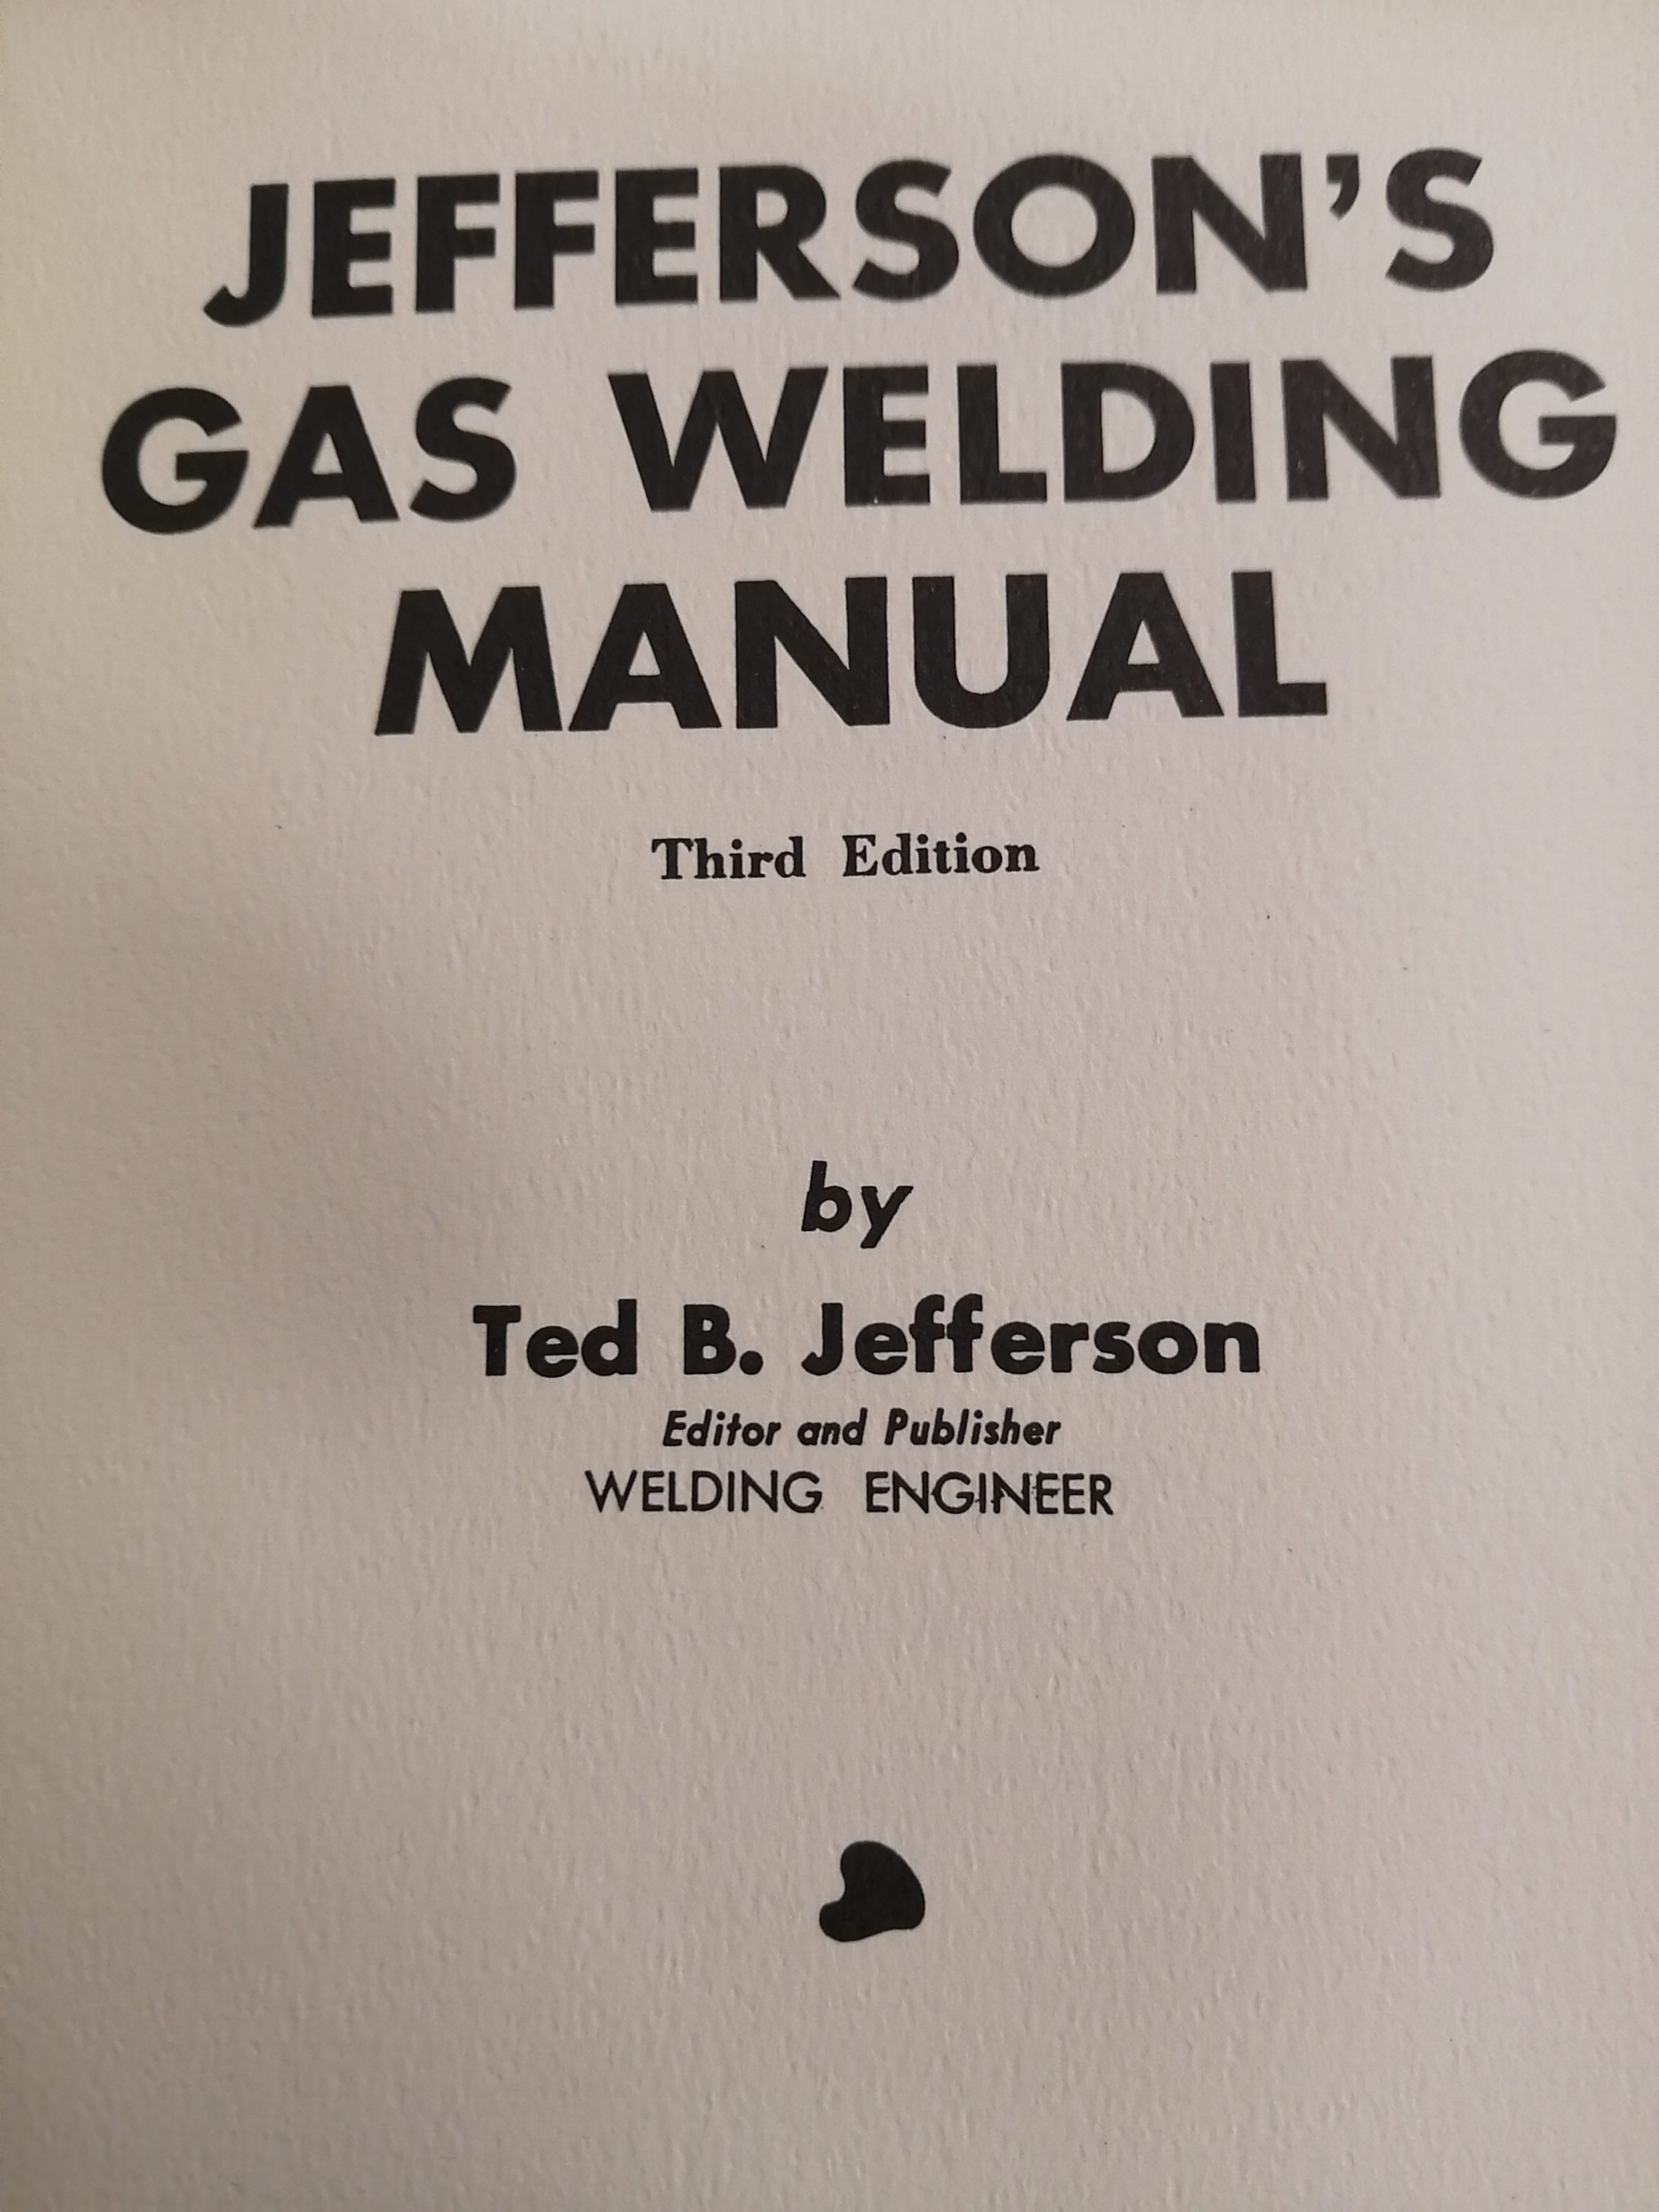 JEFFERSON'S
GAS WELDING
MANUAL
Third Edition
by
Ted B. Jefferson
Editor and Publisher
WELDING ENGINEER